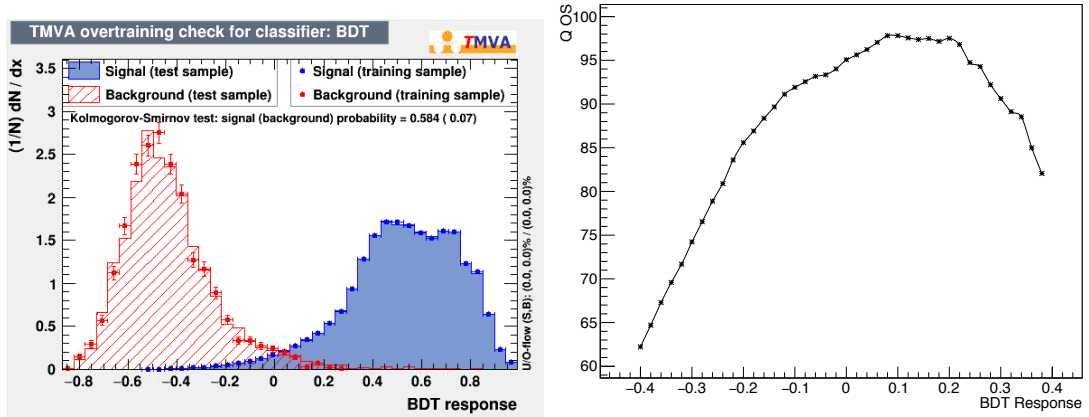 TMVA overtraining check for classifier: BDT
TMVA
Signal (test sample)
Background (test sample)
Signal (training sample)
Background (training sample)
Kolmogorov-Smirnov test: signal (background) probability = 0.584 ( 0.07)
(1/N) dN / dx
3.5
3
2.5
2
1.5
1
0.5
0
−0.8 −0.6 −0.4 −0.2 0 0.2 0.4 0.6 0.8
BDT response
U/O-flow (S,B): (0.0, 0.0)% / (0.0, 0.0)%
Q OS
100
95
90
85
80
75
70
65
60
−0.4 −0.3 −0.2 −0.1 0 0.1 0.2 0.3 0.4
BDT Response